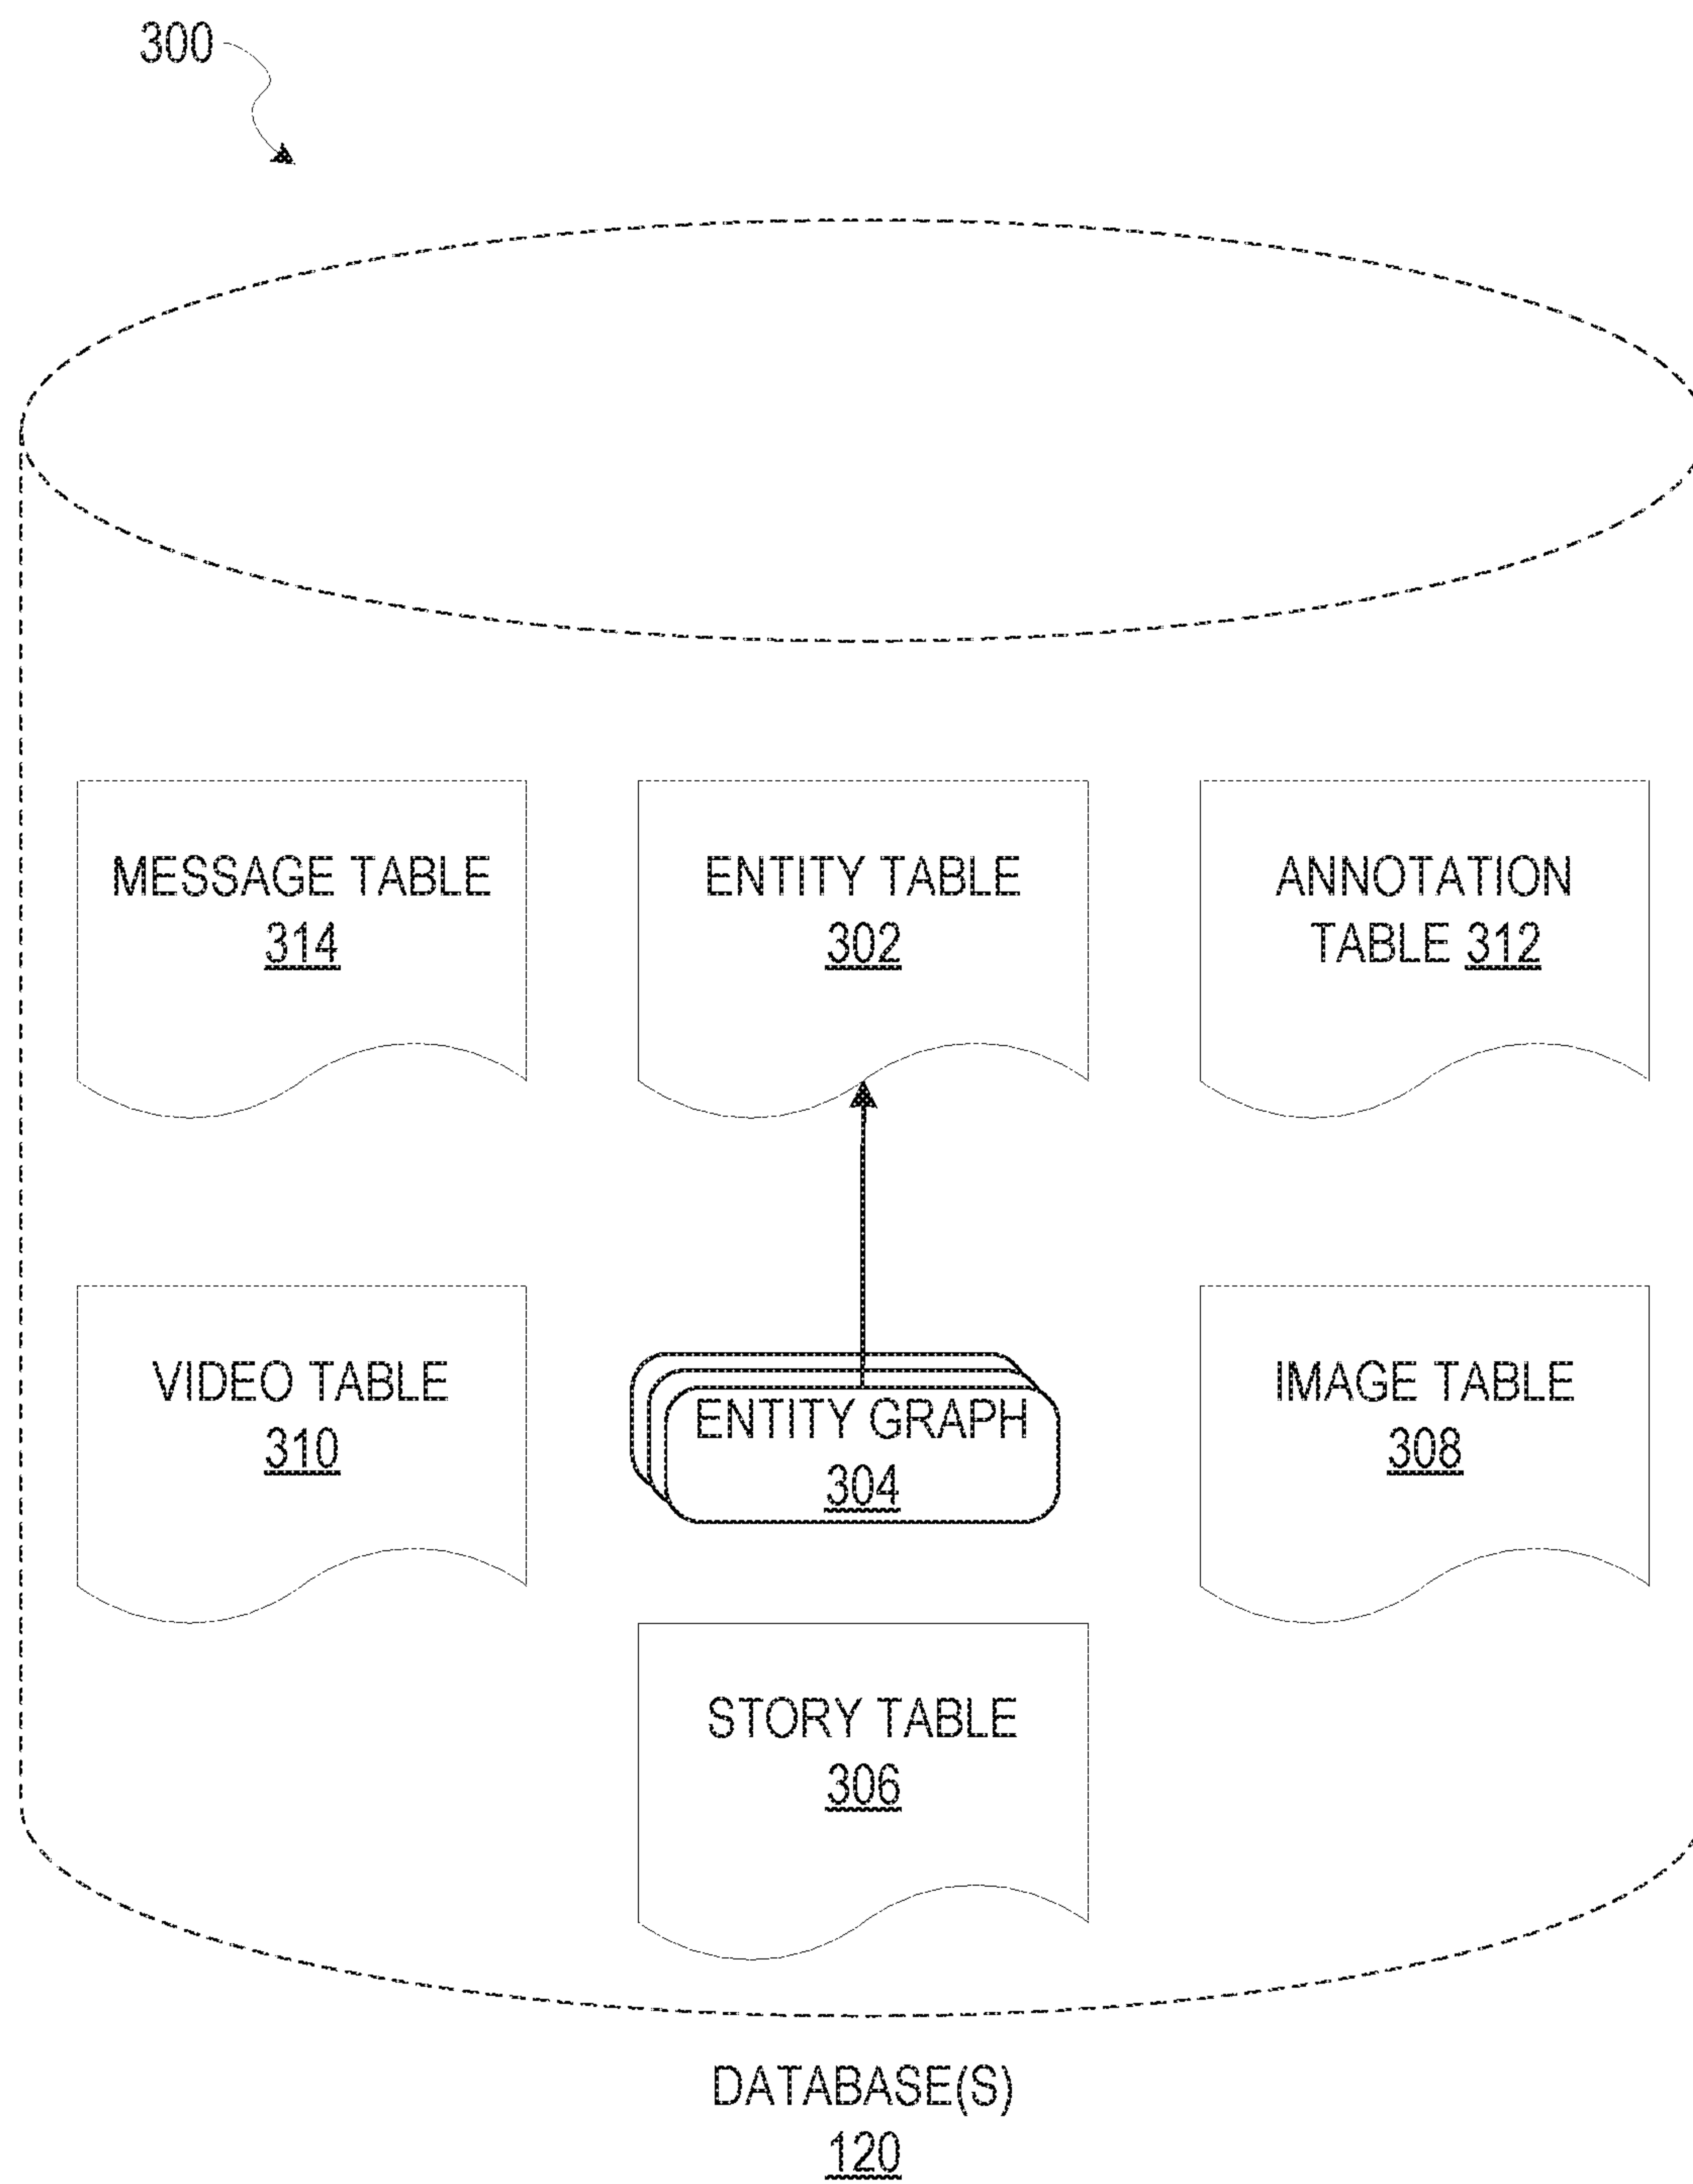 300
MESSAGE TABLE
314
ENTITY TABLE
302
ANNOTATION
TABLE 312
VIDEO TABLE
310
ENTITY GRAPH
304
IMAGE TABLE
308
STORY TABLE
306
DATABASE(S)
120